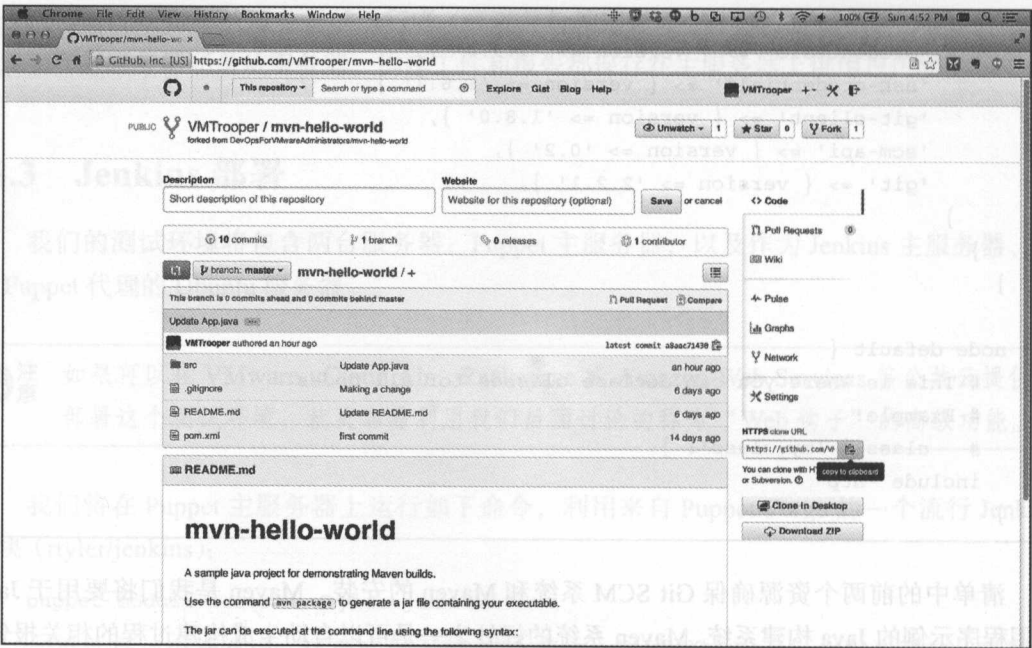 Chrome File Edit View History Bookmarks Window Help 100% Sun 4:52 PM
VMTrooper/mvn-hello-wo
GitHub, Inc. [US] https://github.com/VMTrooper/mvn-hello-world
This repository Search or type a command Explore Gist Blog Help VMTrooper
PUBLIC VMTrooper / mvn-hello-world Unwatch 1 Star 0 Fork 1
forked from DevOpsForVMwareAdministrators/mvn-hello-world
Description Website
Short description of this repository Website for this repository (optional) Save or cancel
10 commits 1 branch 0 releases 1 contributor
branch: master mvn-hello-world / +
This branch is 0 commits ahead and 0 commits behind master Pull Request Compare
Update App.java
VMTrooper authored an hour ago latest commit a8aac71430
src Update App.java an hour ago
.gitignore Making a change 6 days ago
README.md Update README.md 6 days ago
pom.xml first commit 14 days ago
README.md
mvn-hello-world
A sample java project for demonstrating Maven builds.
Use the command mvn package to generate a jar file containing your executable.
The jar can be executed at the command line using the following syntax:
Code
Pull Requests 0
Wiki
Pulse
Graphs
Network
Settings
HTTPS clone URL
https://github.com/V
copy to clipboard
You can clone with HT
or Subversion.
Clone in Desktop
Download ZIP